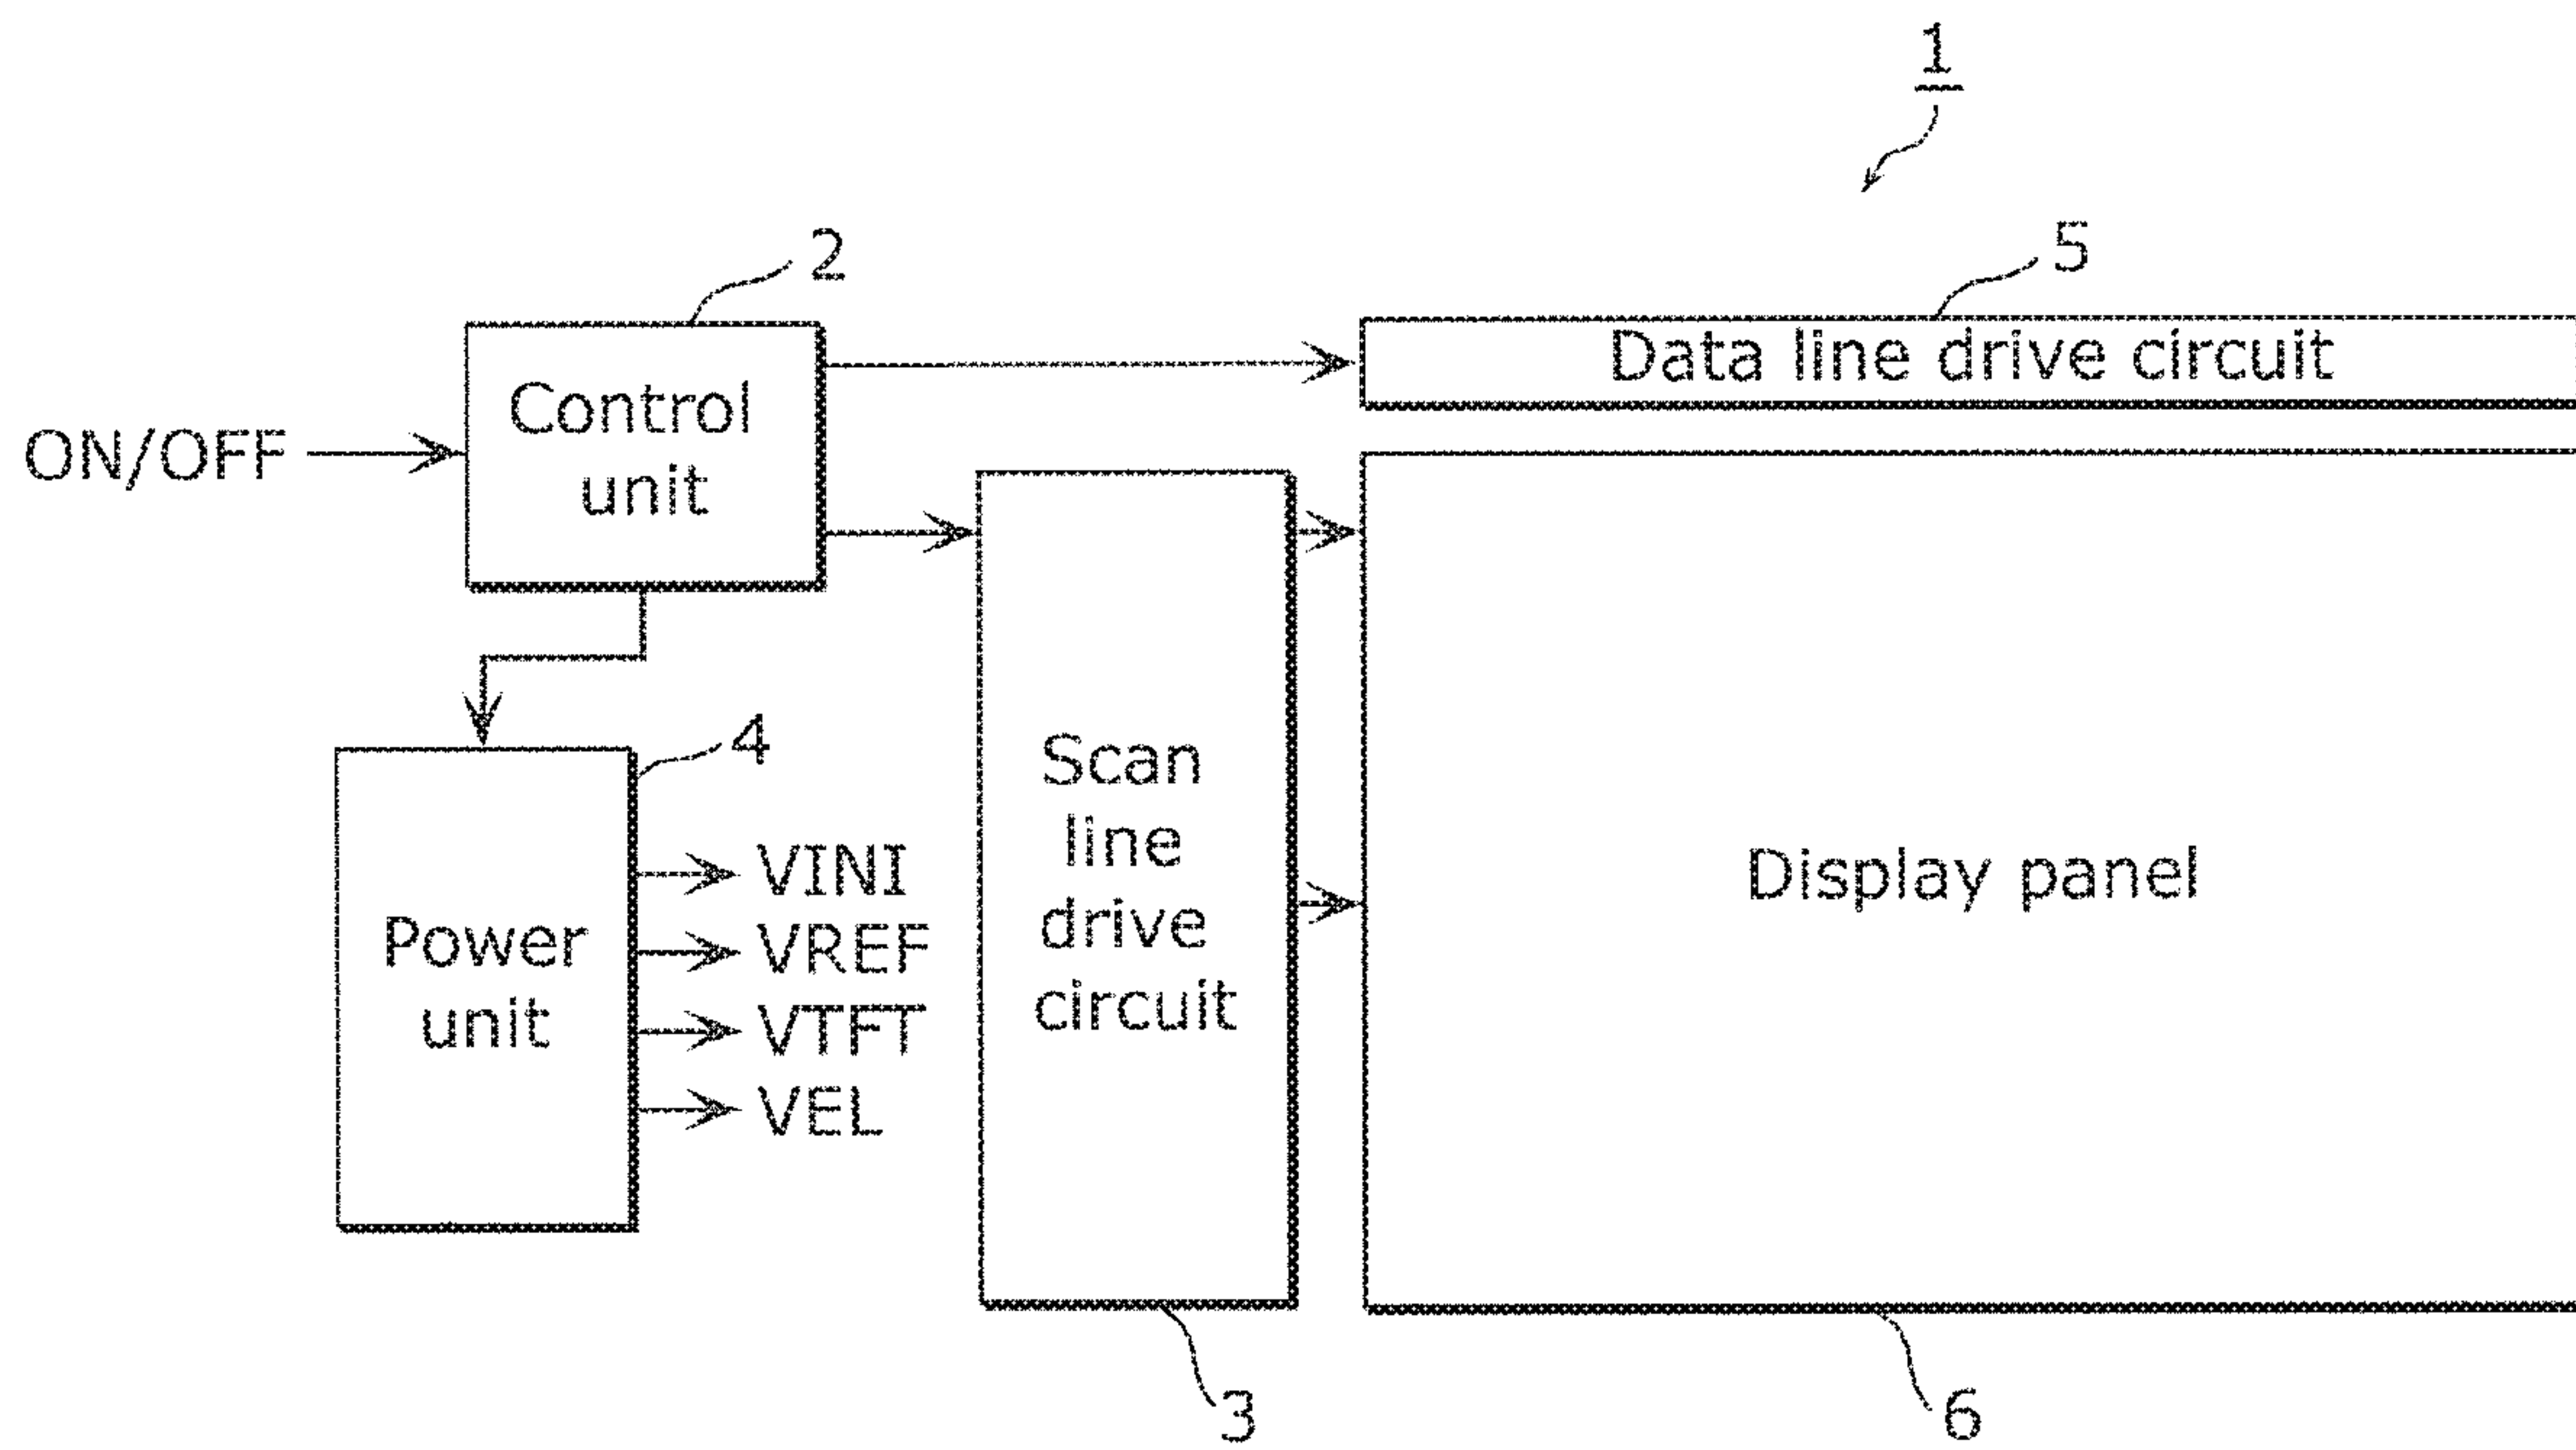 1
2
5
Data line drive circuit
Control
unit
ON/OFF
4
Scan
line
drive
circuit
Display panel
VINI
VREF
VTFT
VEL
Power
unit
3
6